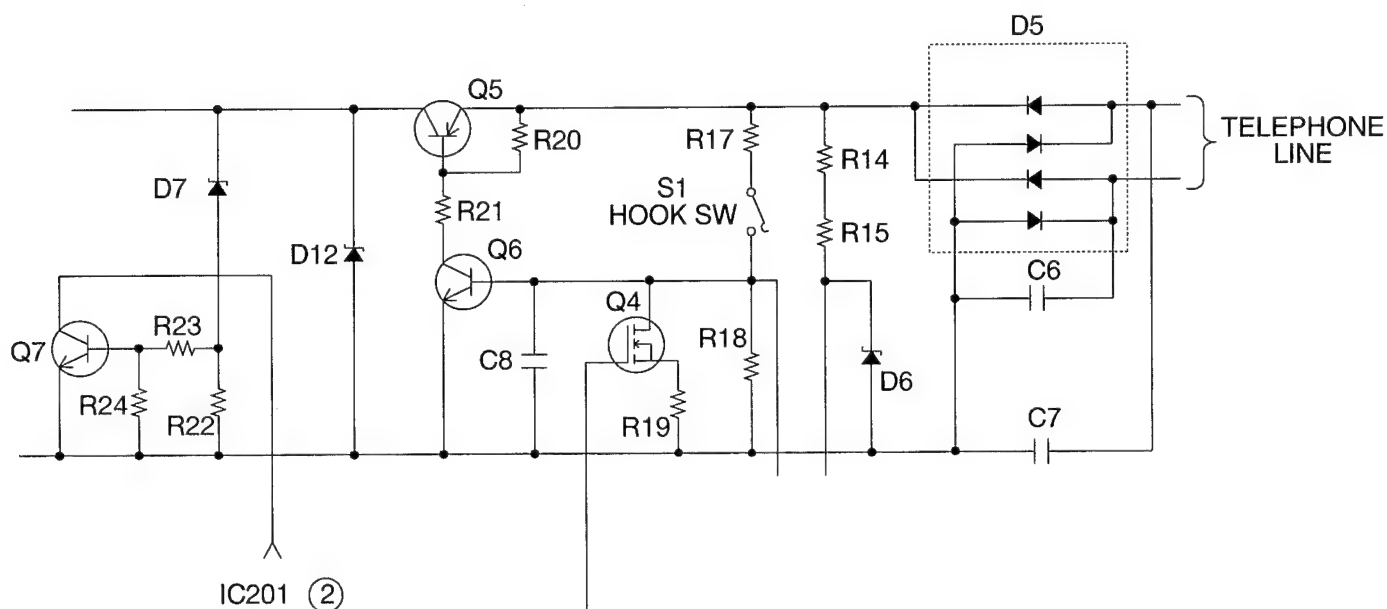 D5
Q5
R20
R17
R14
TELEPHONE
LINE
D7
S1
HOOK SW
R21
R15
D12
Q6
C6
Q4
R23
Q7
C8
R18
D6
R24
R22
R19
C7
IC201 ②